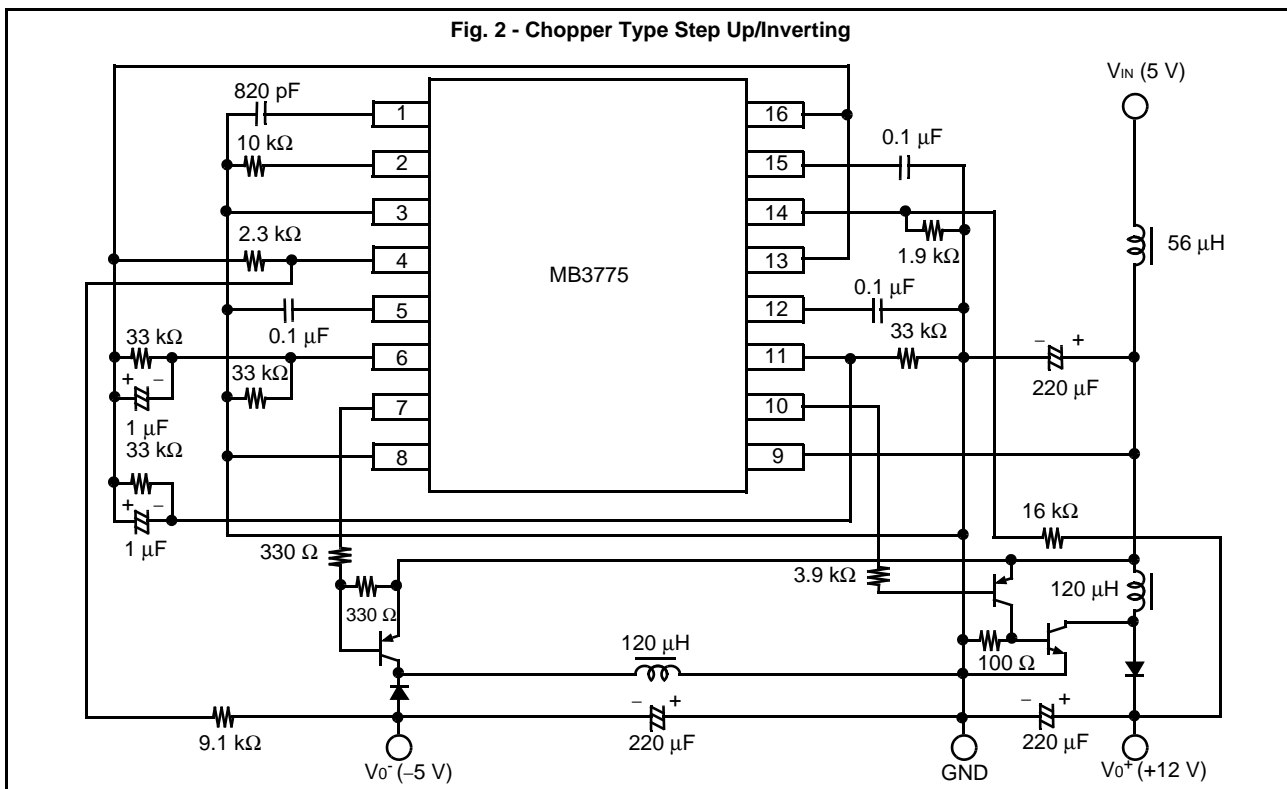 Fig. 2 - Chopper Type Step Up/Inverting
VIN (5 V)
820 pF
1
16
10 kΩ
0.1 μF
2
15
3
14
2.3 kΩ
1.9 kΩ
56 μH
4
13
MB3775
0.1 μF
5
12
33 kΩ
0.1 μF
33 kΩ
6
11
− +
+ −
33 kΩ
220 μF
1 μF
7
10
33 kΩ
8
9
+ −
1 μF
16 kΩ
330 Ω
3.9 kΩ
330 Ω
120 μH
120 μH
100 Ω
− +
− +
9.1 kΩ
220 μF
220 μF
V0- (−5 V)
GND
V0+ (+12 V)